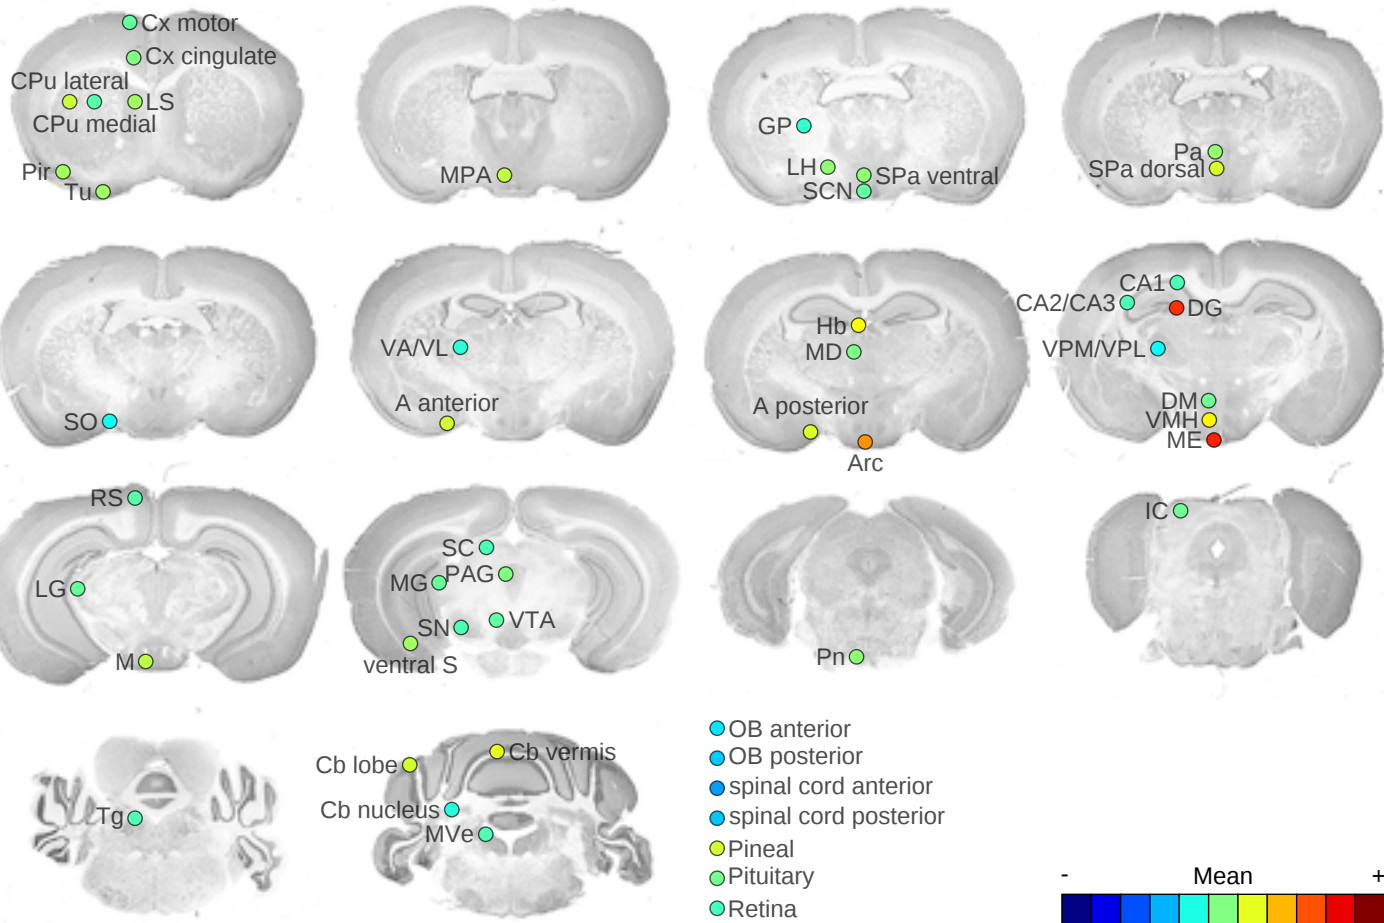 Cx motor
Cx cingulate
CPu lateral
LS
CPu medial
Pir
Tu
MPA
GP
LH
SPa ventral
SCN
Pa
SPa dorsal
SO
VA/VL
A anterior
Hb
MD
A posterior
Arc
CA1
CA2/CA3
DG
VPM/VPL
DM
VMH
ME
RS
LG
M
SC
MG
PAG
SN
VTA
ventral S
Pn
IC
Tg
Cb lobe
Cb vermis
Cb nucleus
MVe
OB anterior
OB posterior
spinal cord anterior
spinal cord posterior
Pineal
Pituitary
Retina
- Mean +